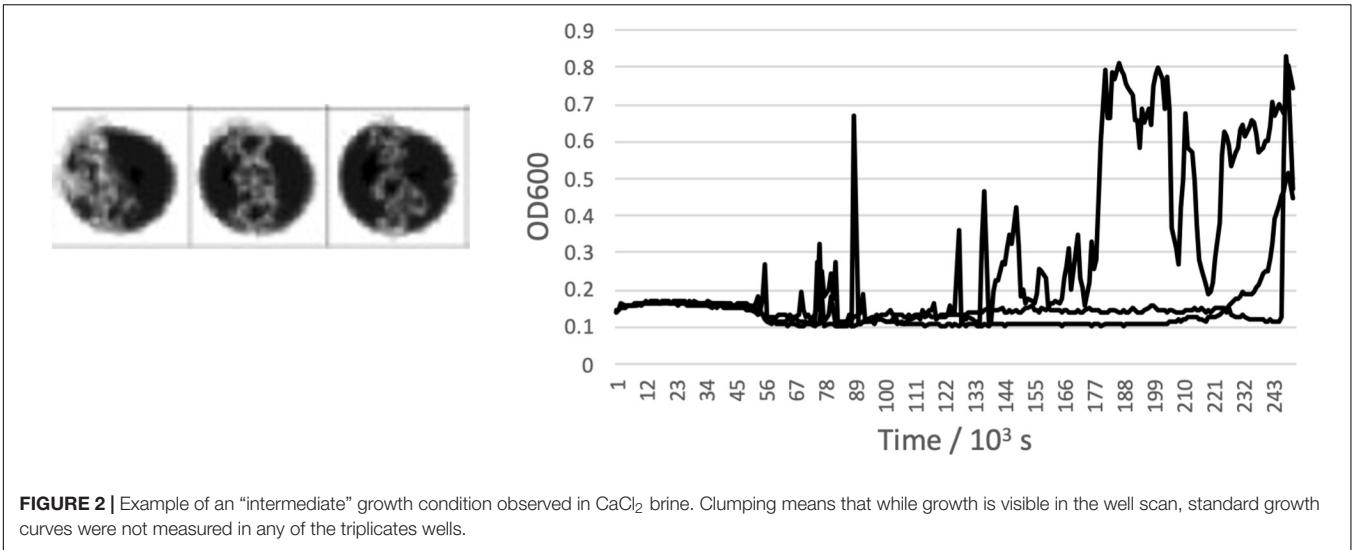 0.9
0.8
0.7
0.6
0.5
0.4
0.3
0.2
0.1
0
OD600
1 12 23 34 45 56 67 78 89 100 111 122 133 144 155 166 177 188 199 210 221 232 243
Time / 10³ s
FIGURE 2 | Example of an “intermediate” growth condition observed in CaCl₂ brine. Clumping means that while growth is visible in the well scan, standard growth
curves were not measured in any of the triplicates wells.